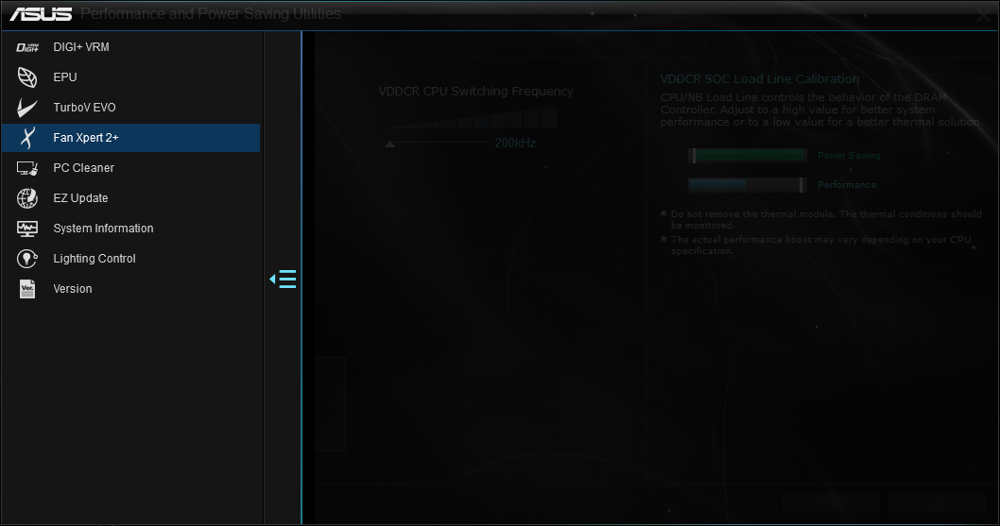 ASUS Performance and Power Saving Utilities
DIGI+ VRM DIGI+ VRM
EPU
TurboV EVO
Fan Xpert 2+
PC Cleaner
EZ Update
System Information
Lighting Control
Ver. Version
VDDCR CPU Switching Frequency
200kHz
VDDCR SOC Load Line Calibration
CPU/NB Load Line controls the behavior of the DRAM
Controller. Adjust to a high value for better system
performance or to a low value for a better thermal solution.
Power Saving
Performance
* Do not remove the thermal module. The thermal conditions should
be monitored.
* The actual performance boost may vary depending on your CPU
specification.